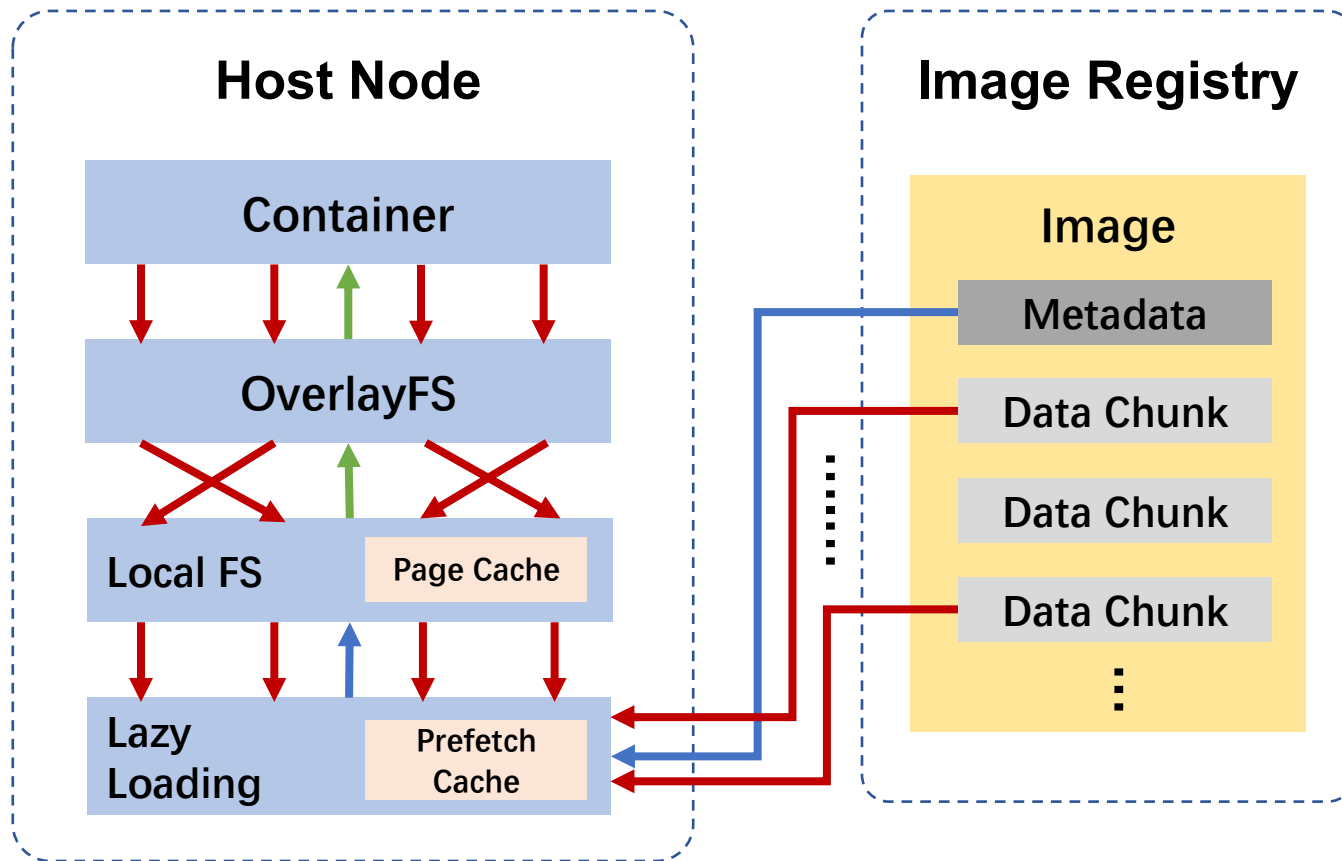 Host Node
Container
OverlayFS
Local FS
Page Cache
Lazy
Loading
Prefetch
Cache
Image Registry
Image
Metadata
Data Chunk
Data Chunk
Data Chunk